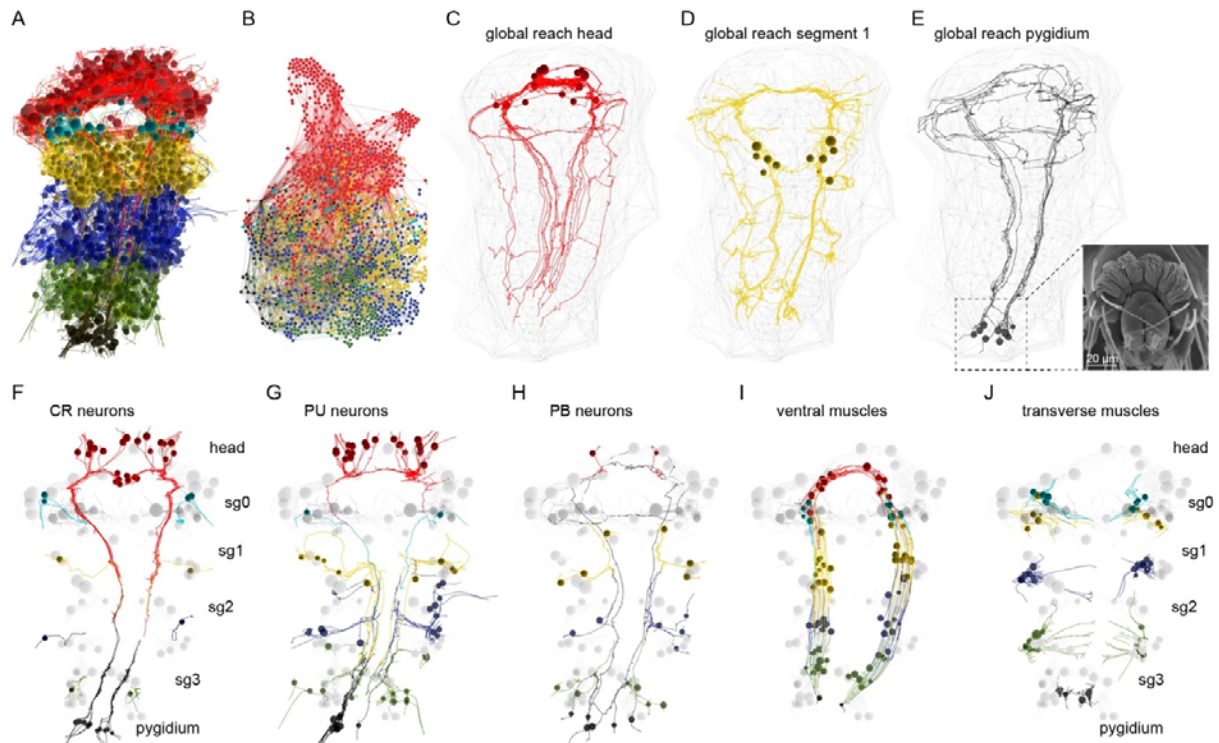 A
B
C
D
E
global reach head
global reach segment 1
global reach pygidium
20 µm
F
G
H
I
J
CR neurons
PU neurons
PB neurons
ventral muscles
transverse muscles
head
sg0
sg1
sg2
sg3
pygidium
head
sg0
sg1
sg2
sg3
pygidium